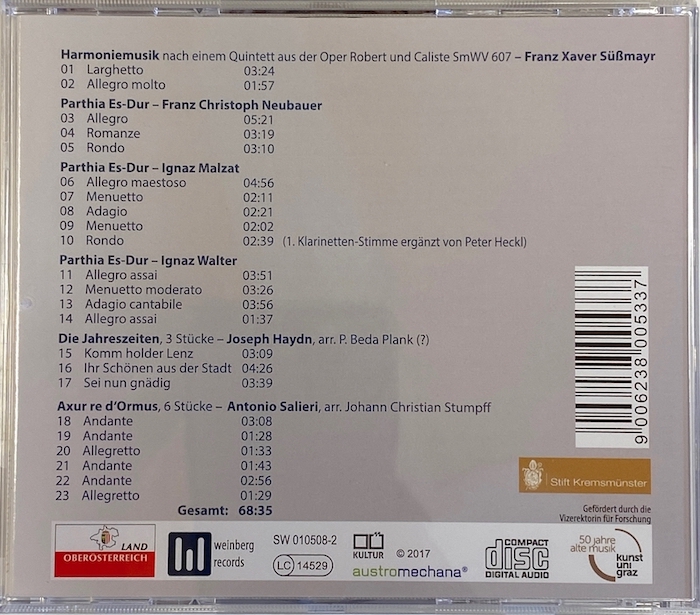 Harmoniemusik nach einem Quintett aus der Oper Robert und Caliste SmWV 607 – Franz Xaver Süßmayr
01 Larghetto 03:24
02 Allegro molto 01:57
Parthia Es-Dur – Franz Christoph Neubauer
03 Allegro 05:21
04 Romanze 03:19
05 Rondo 03:10
Parthia Es-Dur – Ignaz Malzat
06 Allegro maestoso 04:56
07 Menuetto 02:11
08 Adagio 02:21
09 Menuetto 02:02
10 Rondo 02:39 (1. Klarinetten-Stimme ergänzt von Peter Heckl)
Parthia Es-Dur – Ignaz Walter
11 Allegro assai 03:51
12 Menuetto moderato 03:26
13 Adagio cantabile 03:56
14 Allegro assai 01:37
Die Jahreszeiten, 3 Stücke – Joseph Haydn, arr. P. Beda Plank (?)
15 Komm holder Lenz 03:09
16 Ihr Schönen aus der Stadt 04:26
17 Sei nun gnädig 03:39
Axur re d'Ormus, 6 Stücke – Antonio Salieri, arr. Johann Christian Stumpff
18 Andante 03:08
19 Andante 01:28
20 Allegretto 01:33
21 Andante 01:43
22 Andante 02:56
23 Allegretto 01:29
Gesamt: 68:35
9 006238 005337
Stift Kremsmünster
Gefördert durch die
Vizerektorin für Forschung
LAND
OBERÖSTERREICH
weinberg
records
SW 010508-2
LC 14529
KULTUR
© 2017
austromechana®
COMPACT
disc
DIGITAL AUDIO
50 jahre
alte musik
kunst
uni
graz